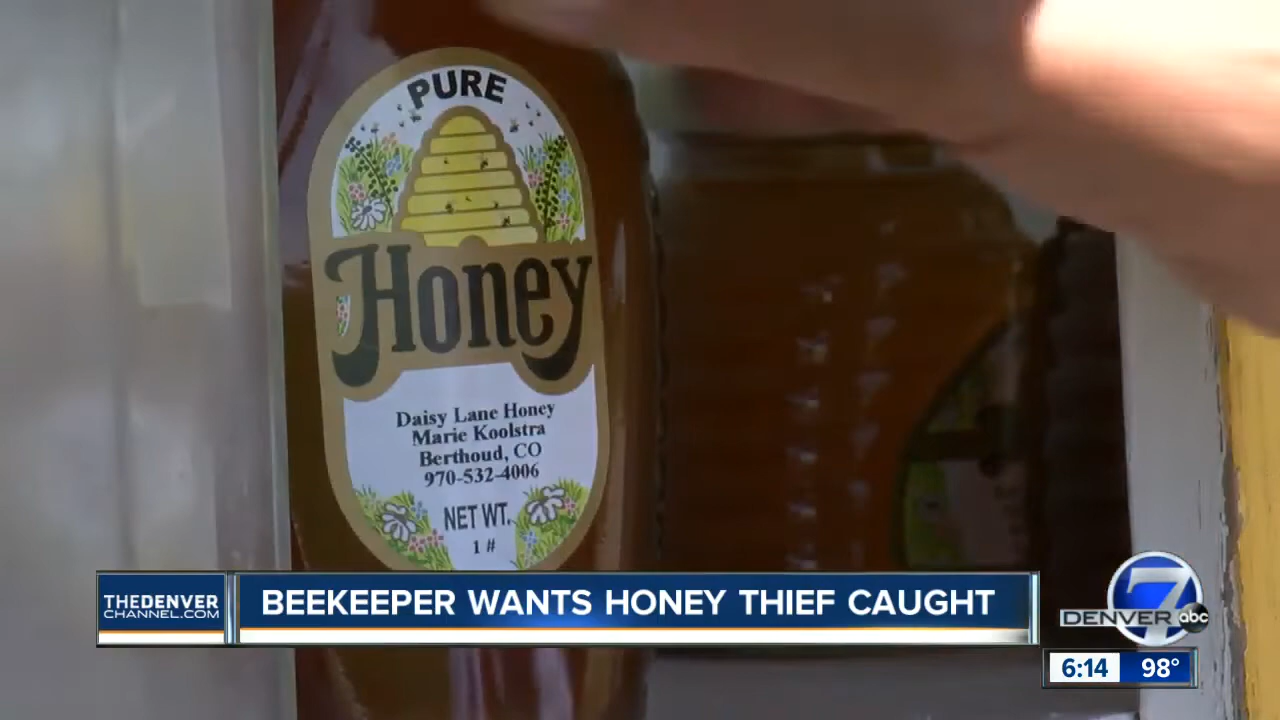 PURE
Honey
Daisy Lane Honey
Marie Koolstra
Berthoud, CO
970-532-4006
NET WT.
1 #
THEDENVER
CHANNEL.COM
BEEKEEPER WANTS HONEY THIEF CAUGHT
7
DENVER abc
6:14 98°